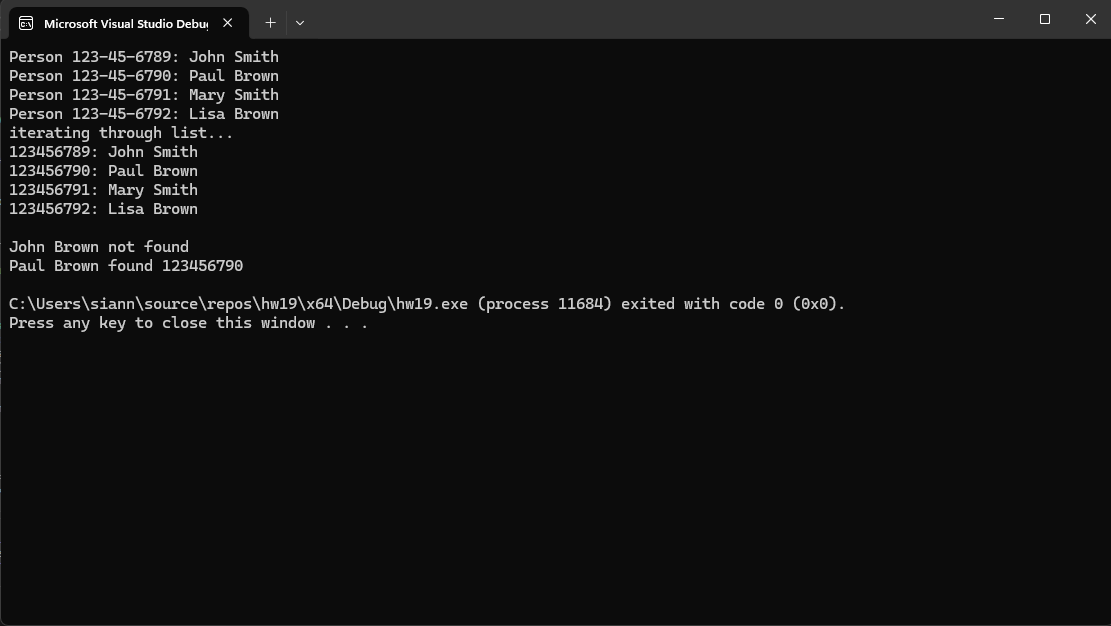 Microsoft Visual Studio Debug
Person 123-45-6789: John Smith
Person 123-45-6790: Paul Brown
Person 123-45-6791: Mary Smith
Person 123-45-6792: Lisa Brown
iterating through list...
123456789: John Smith
123456790: Paul Brown
123456791: Mary Smith
123456792: Lisa Brown
John Brown not found
Paul Brown found 123456790
C:\Users\siann\source\repos\hw19\x64\Debug\hw19.exe (process 11684) exited with code 0 (0x0).
Press any key to close this window . . .